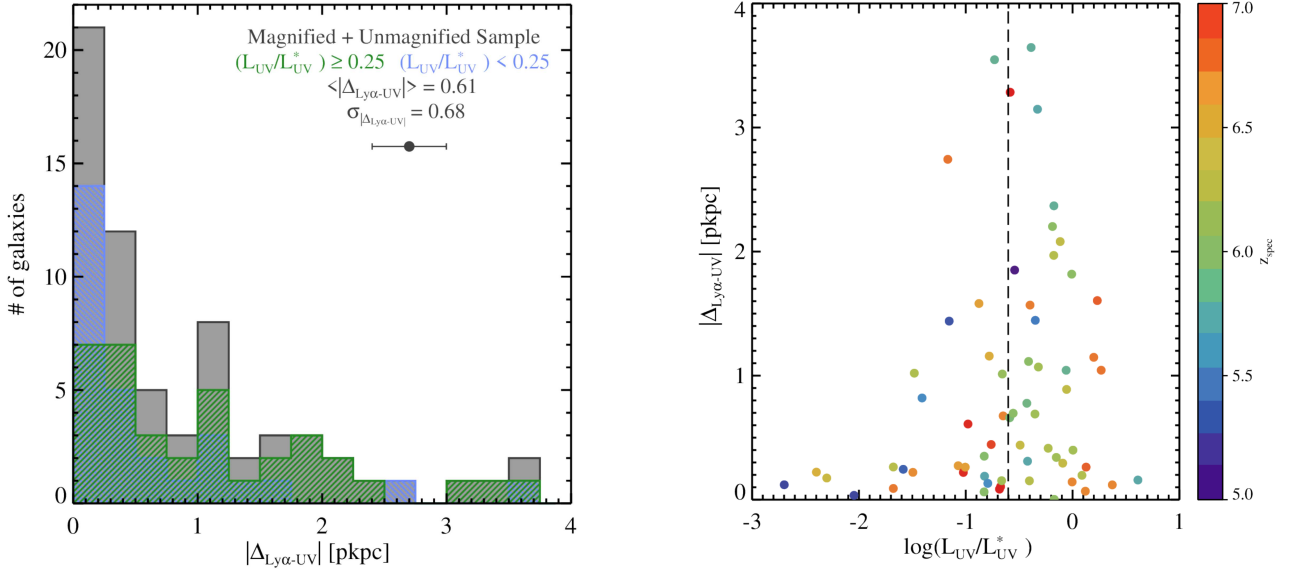 Magnified + Unmagnified Sample
(L_UV/L*_UV ) ≥ 0.25 (L_UV/L*_UV ) < 0.25
<|Δ_Lyα-UV|> = 0.61
σ_|Δ_Lyα-UV| = 0.68
# of galaxies
20
15
10
5
0
0 1 2 3 4
|Δ_Lyα-UV| [pkpc]
|Δ_Lyα-UV| [pkpc]
4
3
2
1
0
-3 -2 -1 0 1
log(L_UV/L*_UV )
7.0
6.5
6.0
5.5
5.0
z_spec